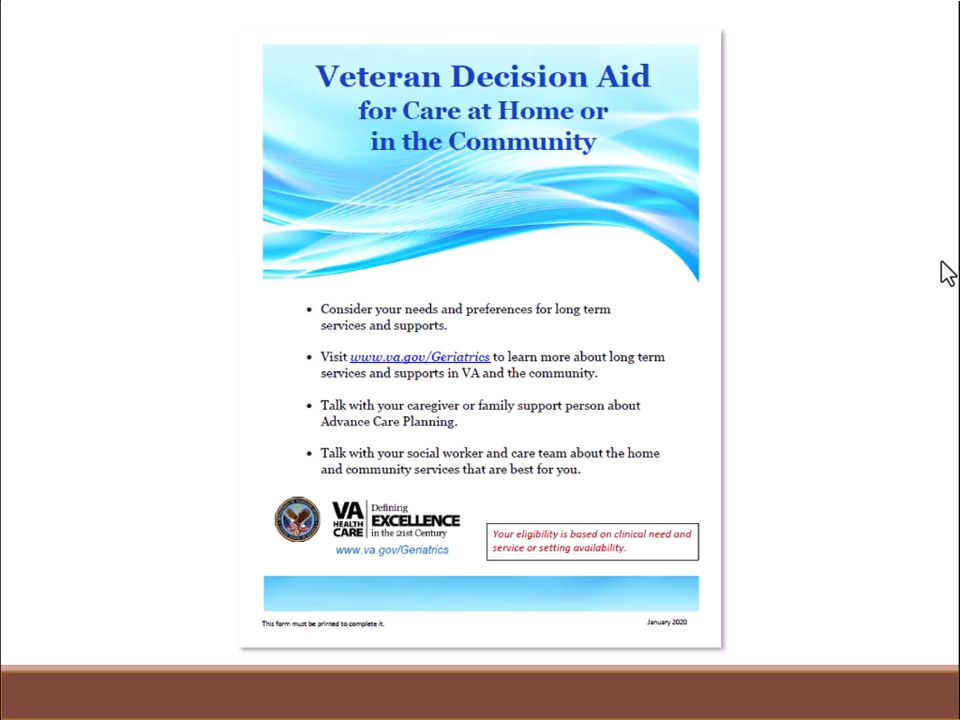 Veteran Decision Aid
for Care at Home or
in the Community
• Consider your needs and preferences for long term
services and supports.
• Visit www.va.gov/Geriatrics to learn more about long term
services and supports in VA and the community.
• Talk with your caregiver or family support person about
Advance Care Planning.
• Talk with your social worker and care team about the home
and community services that are best for you.
VA
HEALTH
CARE
Defining
EXCELLENCE
in the 21st Century
www.va.gov/Geriatrics
Your eligibility is based on clinical need and
service or setting availability.
This form must be printed to complete it.
January 2020